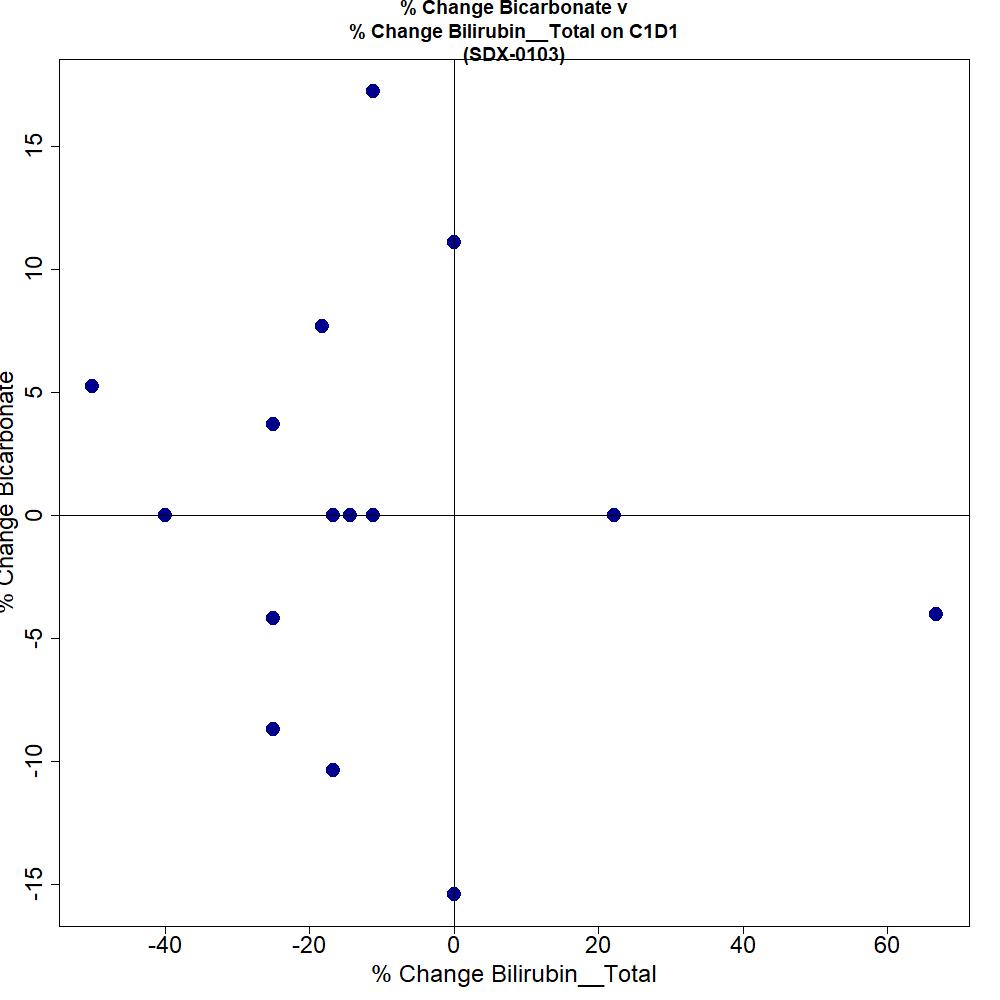 % Change Bicarbonate v
% Change Bilirubin__Total on C1D1
(SDX-0103)
% Change Bicarbonate
15
10
5
0
-5
-10
-15
-40
-20
0
20
40
60
% Change Bilirubin__Total